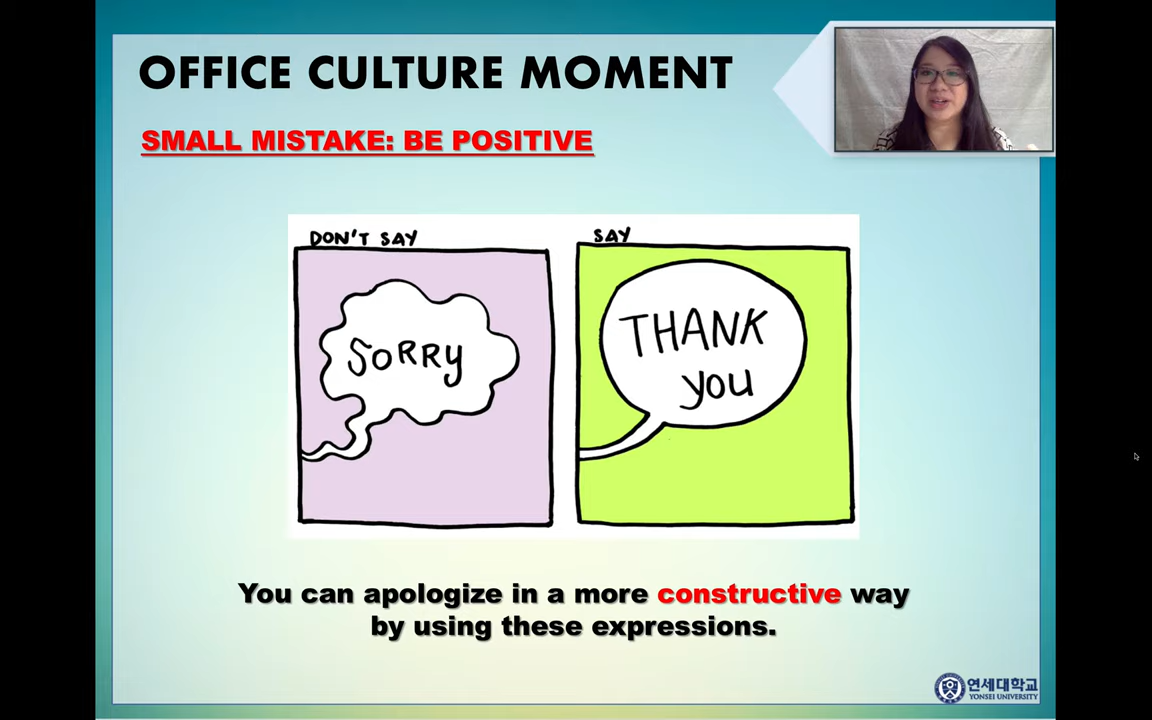 OFFICE CULTURE MOMENT
SMALL MISTAKE: BE POSITIVE
DON'T SAY
SORRY
SAY
THANK
YOU
You can apologize in a more constructive way
by using these expressions.
연세대학교
YONSEI UNIVERSITY